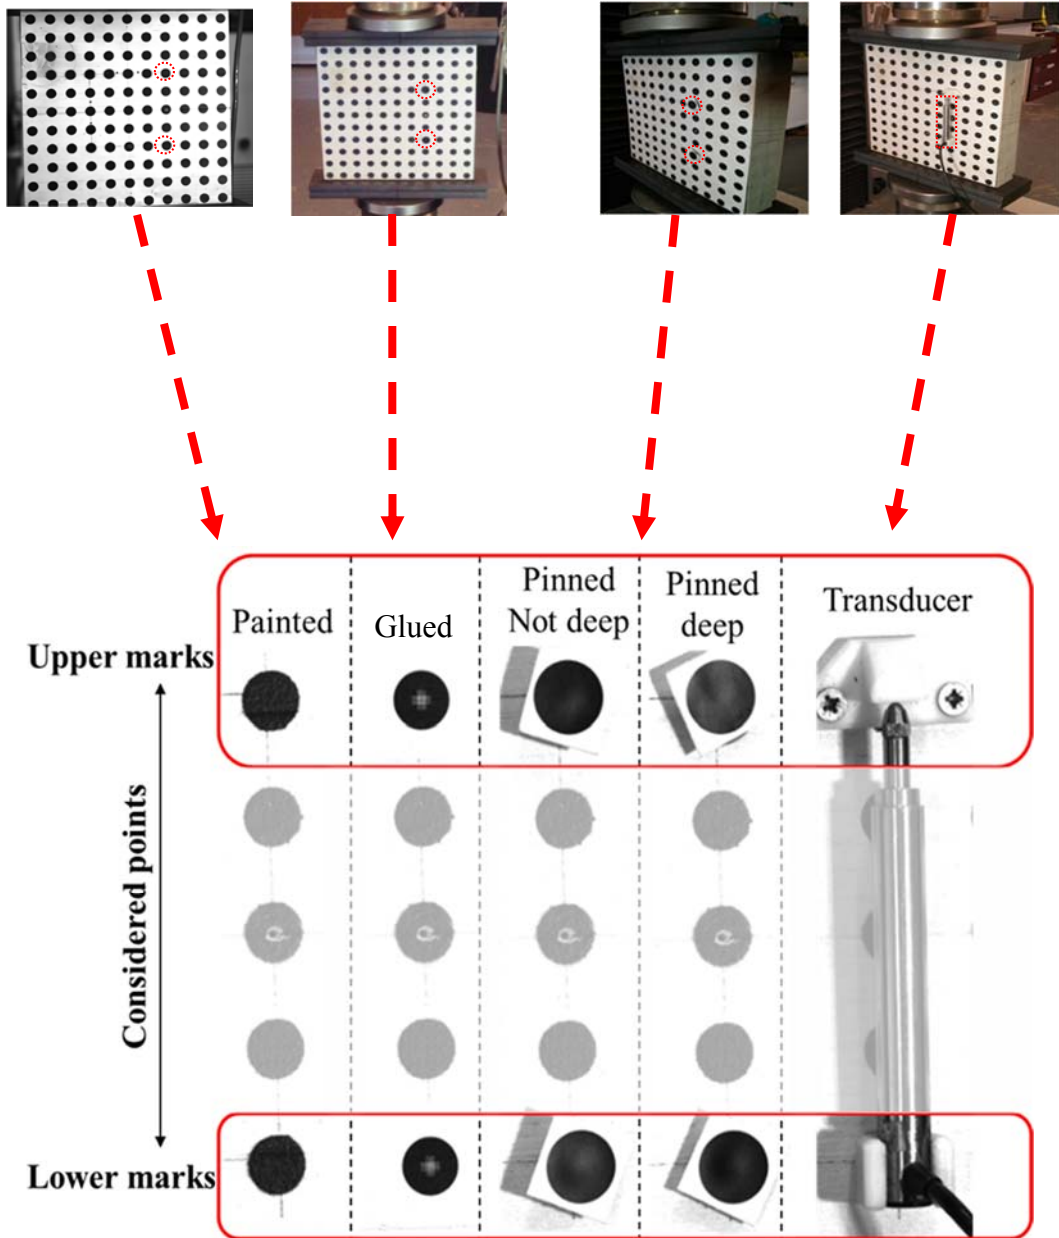 Painted
Glued
Pinned
Not deep
Pinned
deep
Transducer
Upper marks
Considered points
Lower marks